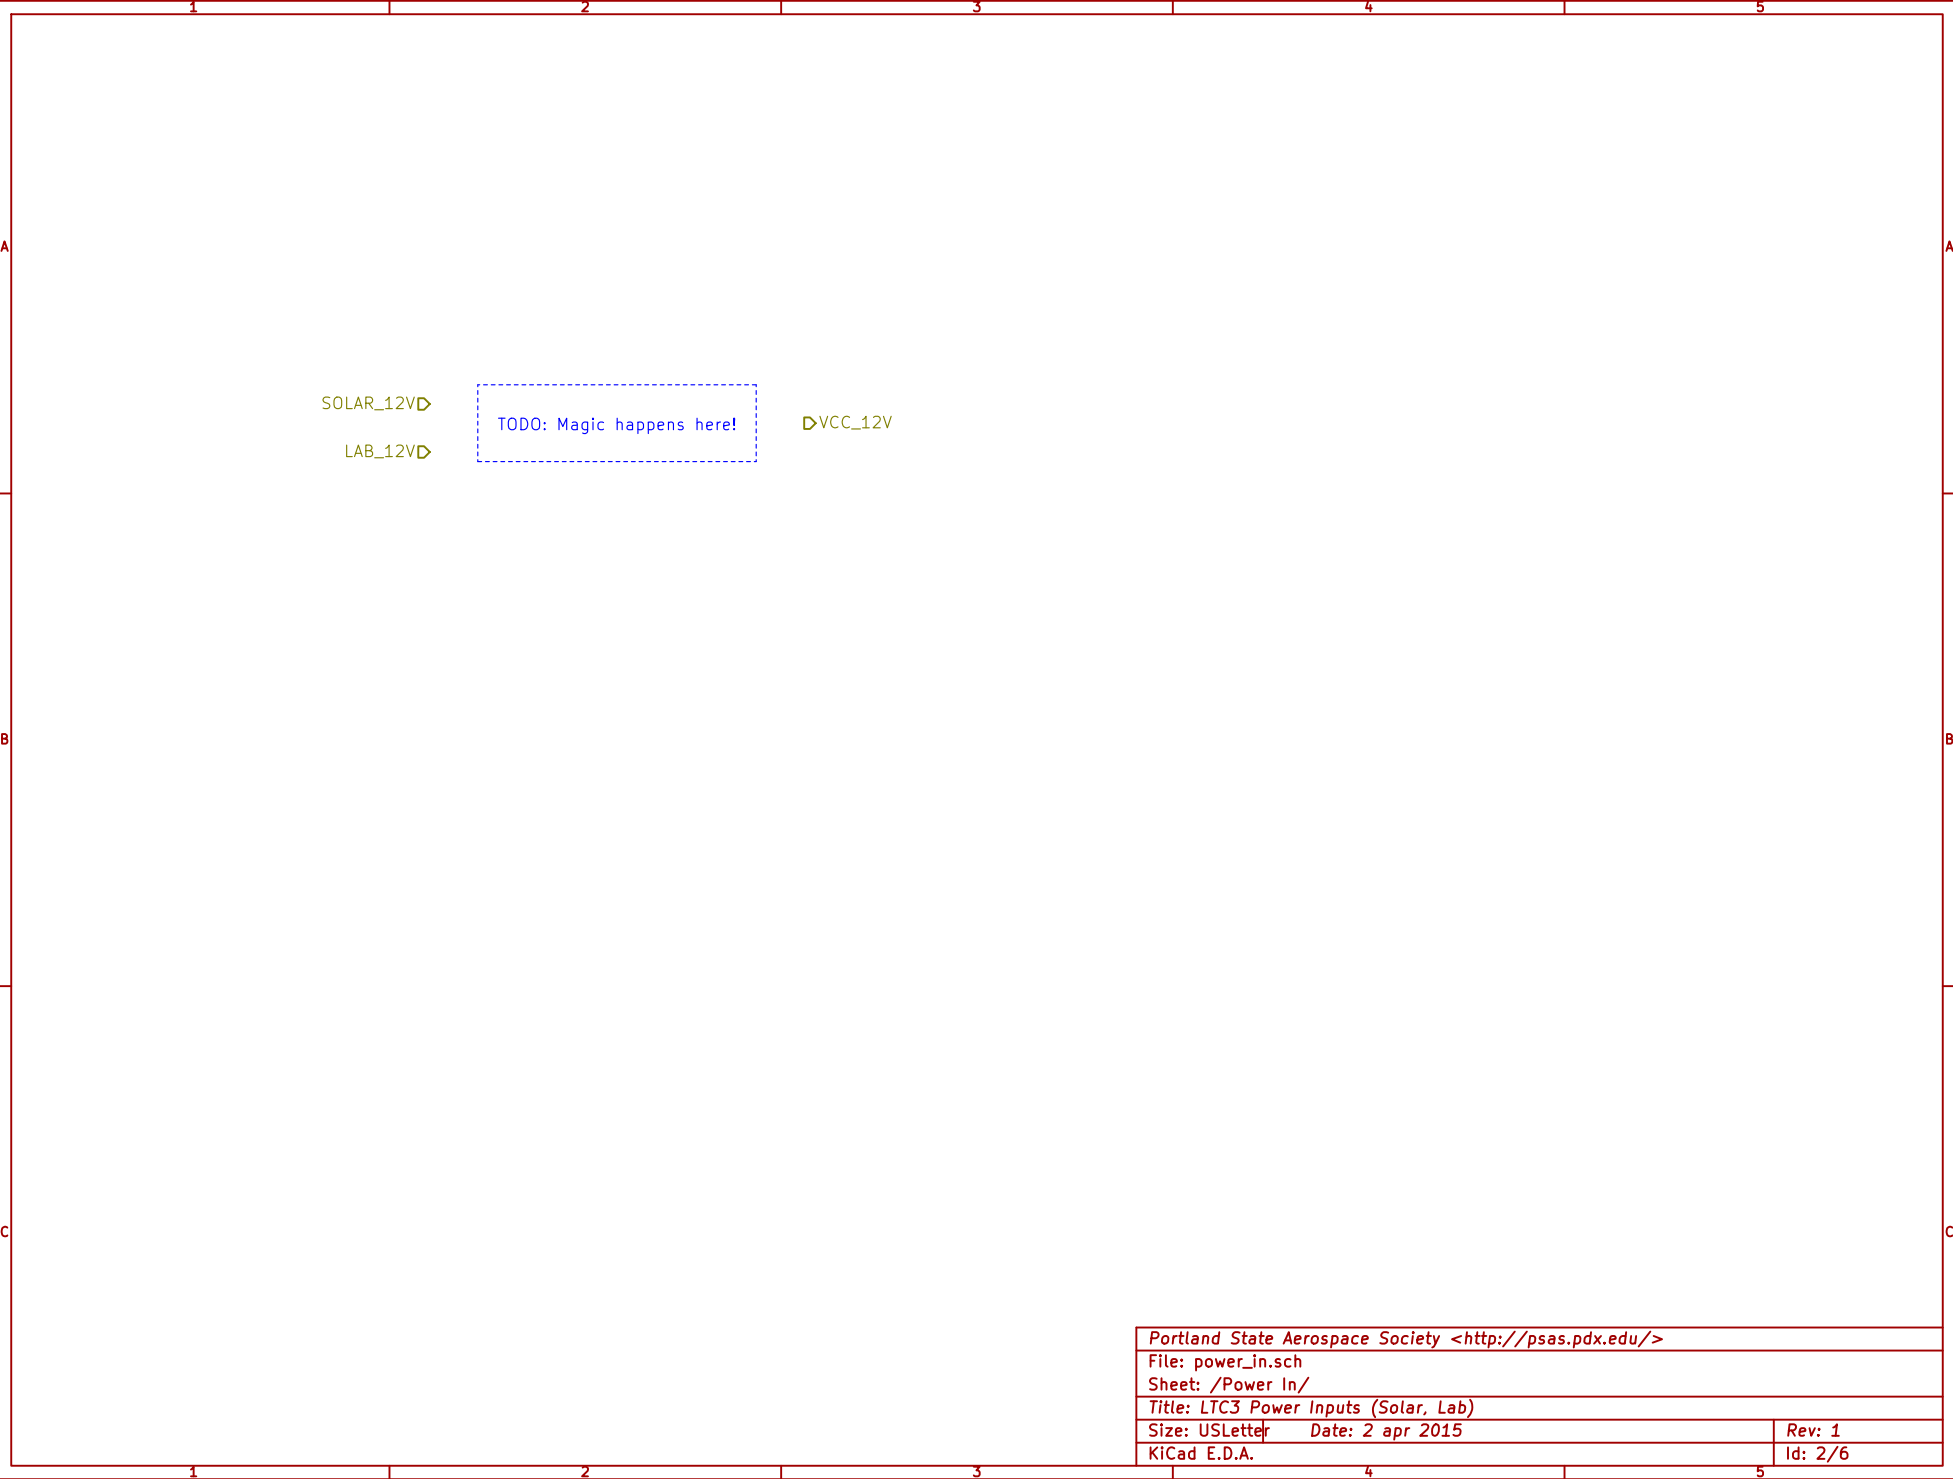 1 2 3 4 5
A A
SOLAR_12V
TODO: Magic happens here!
VCC_12V
LAB_12V
B B
C C
Portland State Aerospace Society <http://psas.pdx.edu/>
File: power_in.sch
Sheet: /Power In/
Title: LTC3 Power Inputs (Solar, Lab)
Size: USLetter Date: 2 apr 2015 Rev: 1
KiCad E.D.A. Id: 2/6
1 2 3 4 5